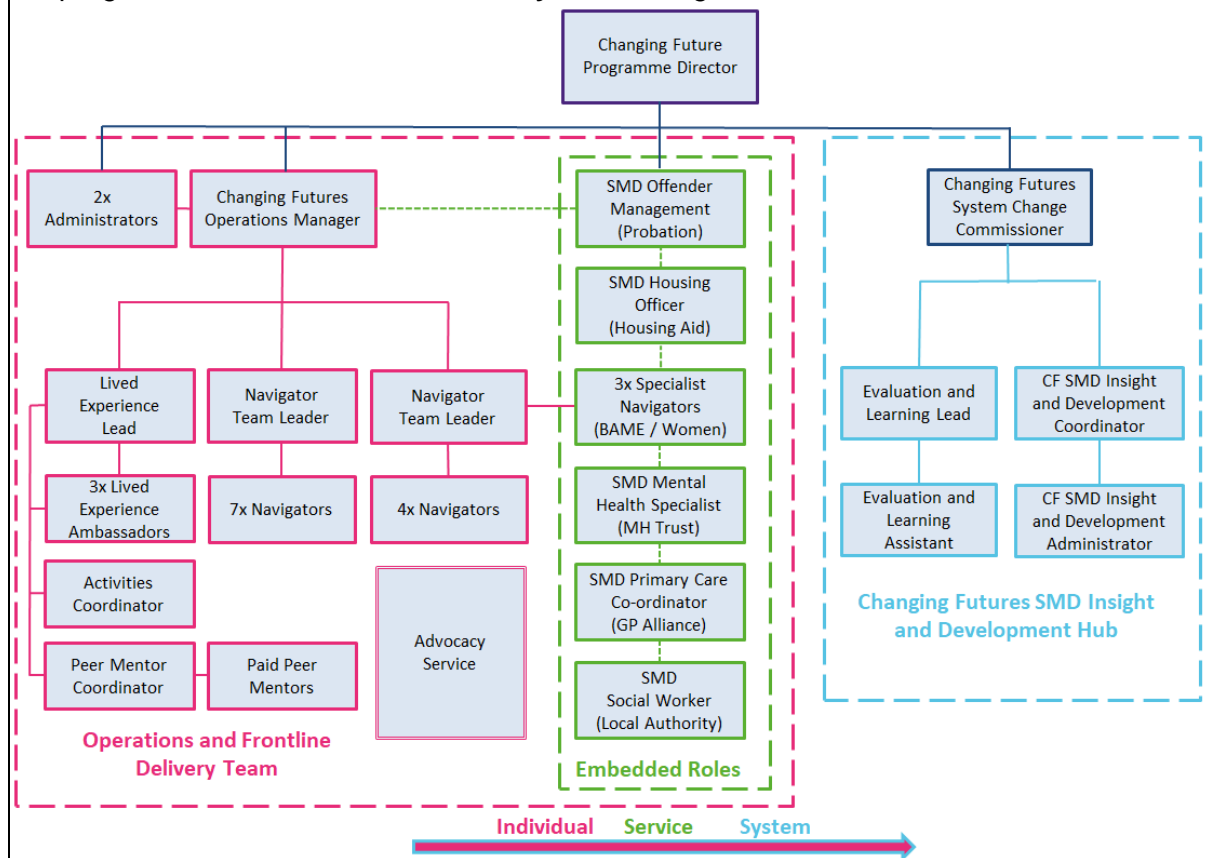 Changing Future
Programme Director
2x
Administrators
Changing Futures
Operations Manager
SMD Offender
Management
(Probation)
Changing Futures
System Change
Commissioner
SMD Housing
Officer
(Housing Aid)
Lived
Experience
Lead
Navigator
Team Leader
Navigator
Team Leader
3x Specialist
Navigators
(BAME / Women)
Evaluation and
Learning Lead
CF SMD Insight
and Development
Coordinator
3x Lived
Experience
Ambassadors
7x Navigators
4x Navigators
SMD Mental
Health Specialist
(MH Trust)
Evaluation and
Learning
Assistant
CF SMD Insight
and Development
Administrator
Activities
Coordinator
Advocacy
Service
SMD Primary Care
Co-ordinator
(GP Alliance)
Changing Futures SMD Insight
and Development Hub
Peer Mentor
Coordinator
Paid Peer
Mentors
SMD
Social Worker
(Local Authority)
Operations and Frontline
Delivery Team
Embedded Roles
Individual Service System